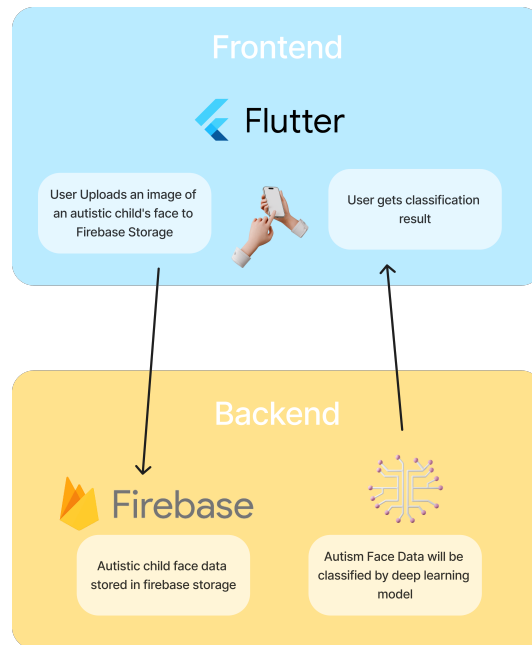 Frontend
Flutter
User Uploads an image of
an autistic child's face to
Firebase Storage
User gets classification
result
Backend
Firebase
Autistic child face data
stored in firebase storage
Autism Face Data will be
classified by deep learning
model